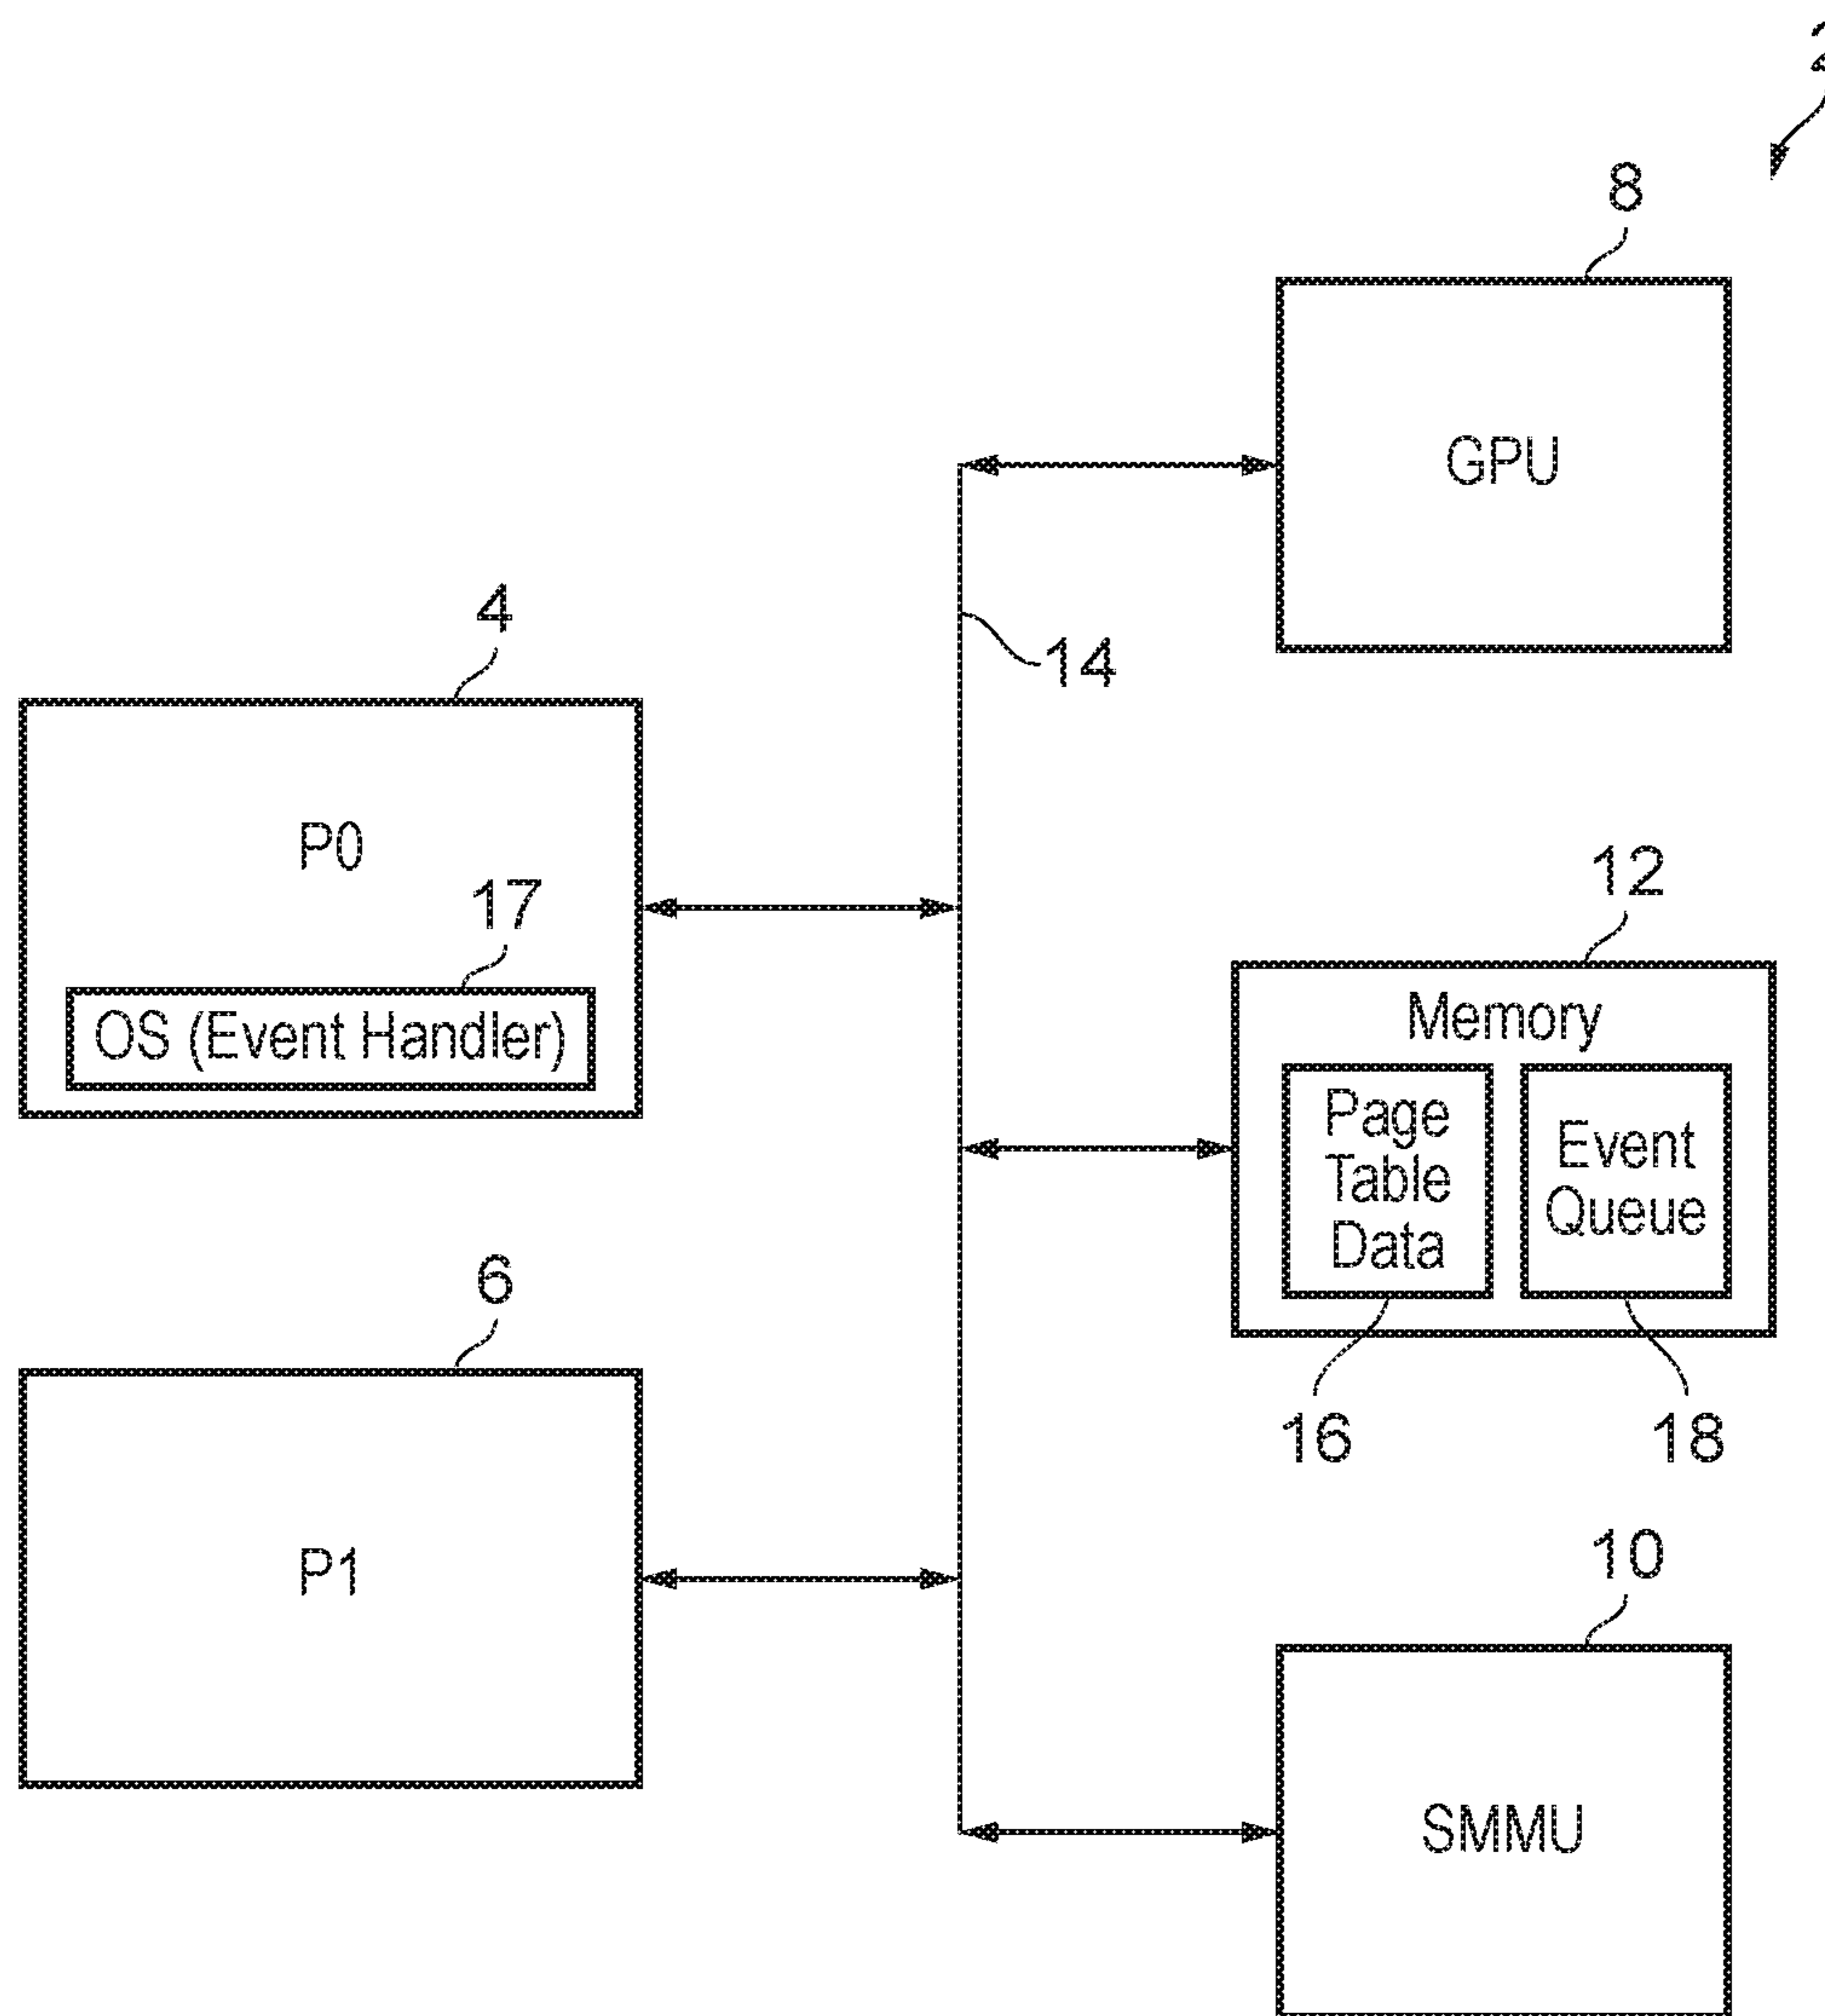 2
8
GPU
4
14
P0
17
OS (Event Handler)
12
Memory
Page
Table
Data
Event
Queue
6
16
18
P1
10
SMMU